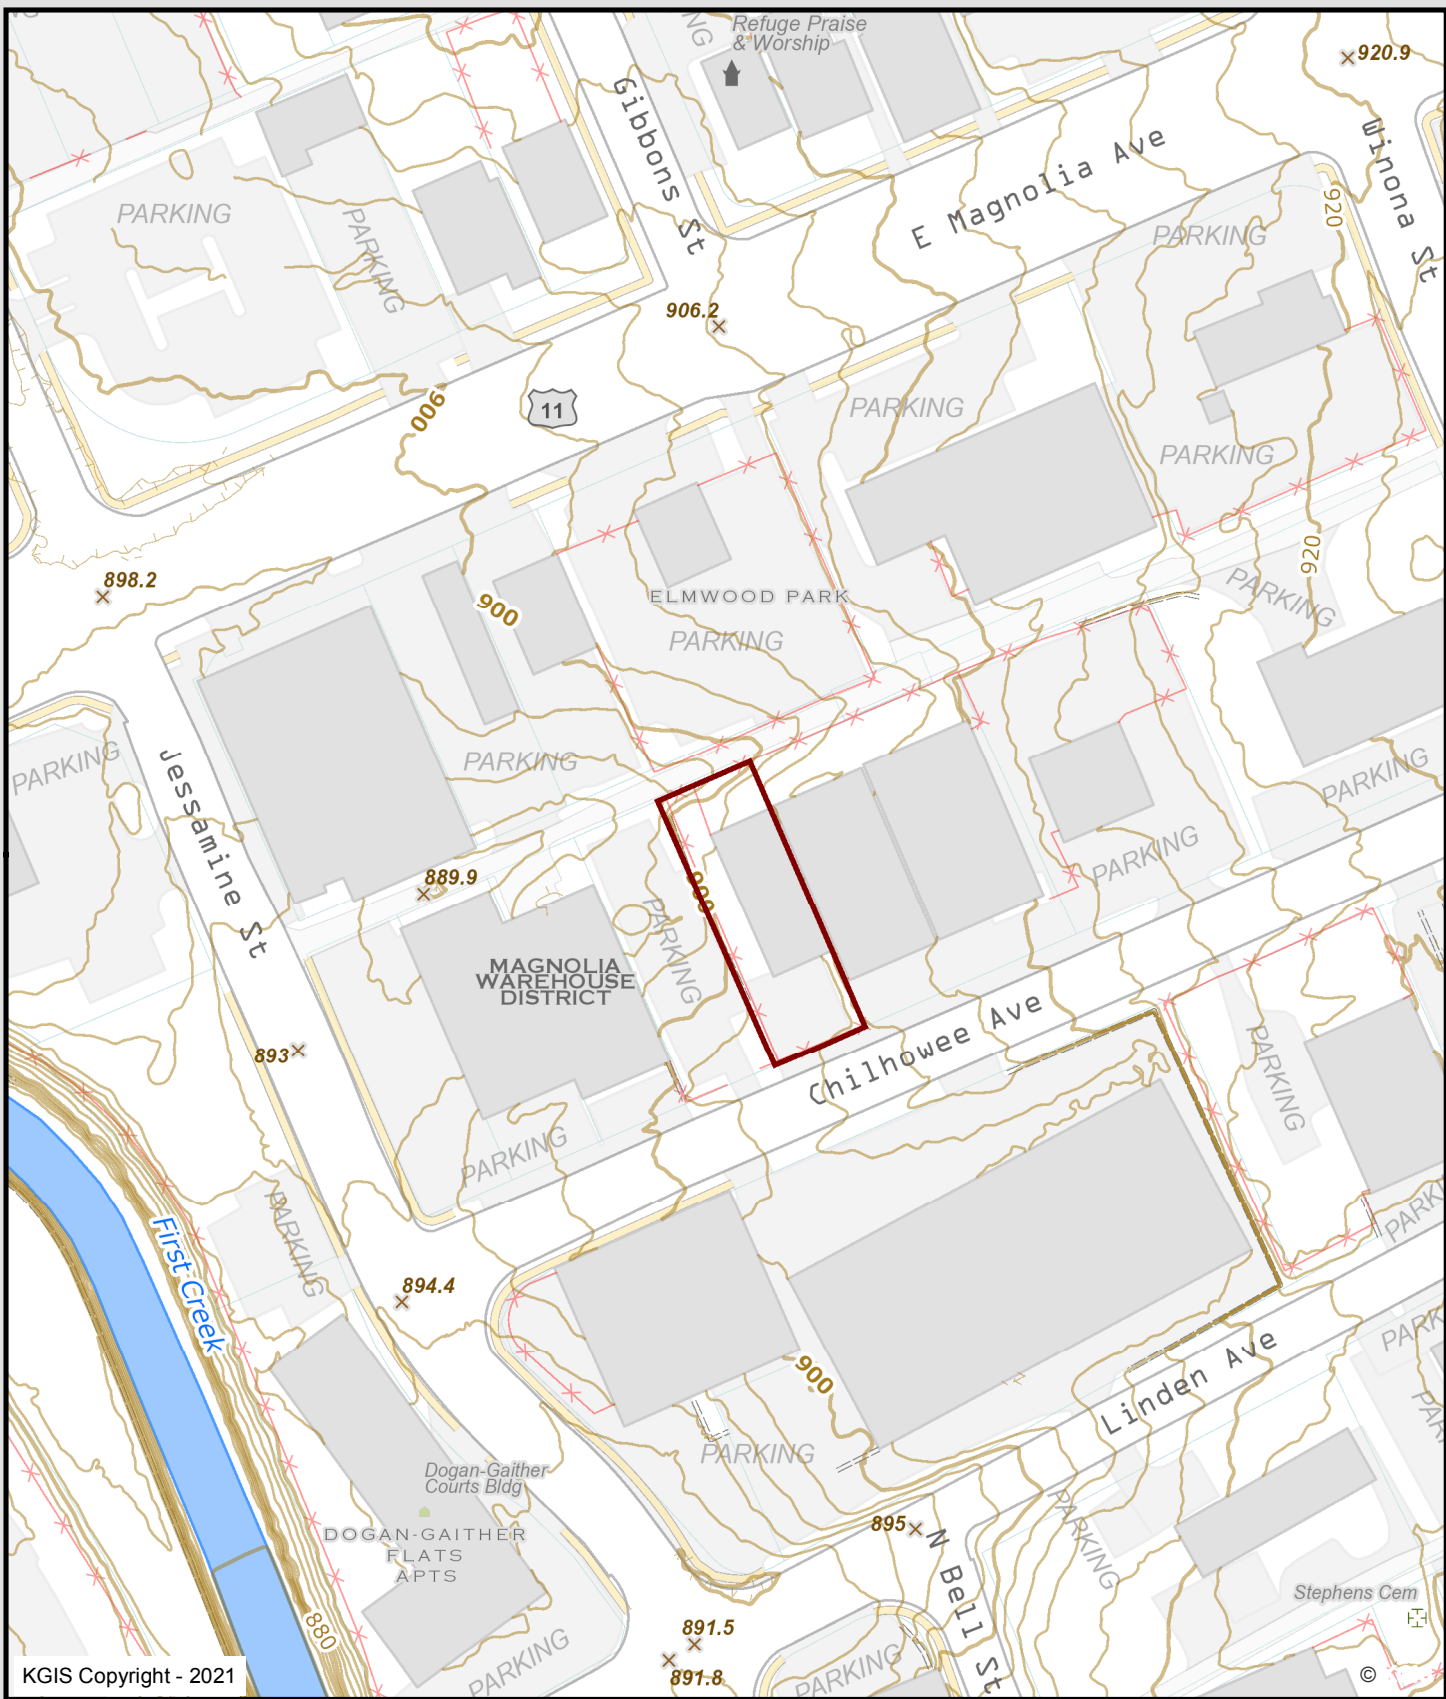 Refuge Praise
& Worship
NG
920.9
Gibbons St
E Magnolia Ave
Winona St
920
PARKING
PARKING
PARKING
906.2
11
900
PARKING
PARKING
920
898.2
900
ELMWOOD PARK
PARKING
PARKING
PARKING
PARKING
PARKING
Jessamine St
889.9
PARKING
900
PARKING
MAGNOLIA
WAREHOUSE
DISTRICT
893
Chilhowee Ave
PARKING
PARKING
PARKING
PARK
First Creek
894.4
900
PARKING
Linden Ave
PARK
PAR
Dogan-Gaither
Courts Bldg
DOGAN-GAITHER
FLATS
APTS
895
N Bell St
PARKING
Stephens Cem
880
891.5
891.8
PARKING
PARKING
KGIS Copyright - 2021
©